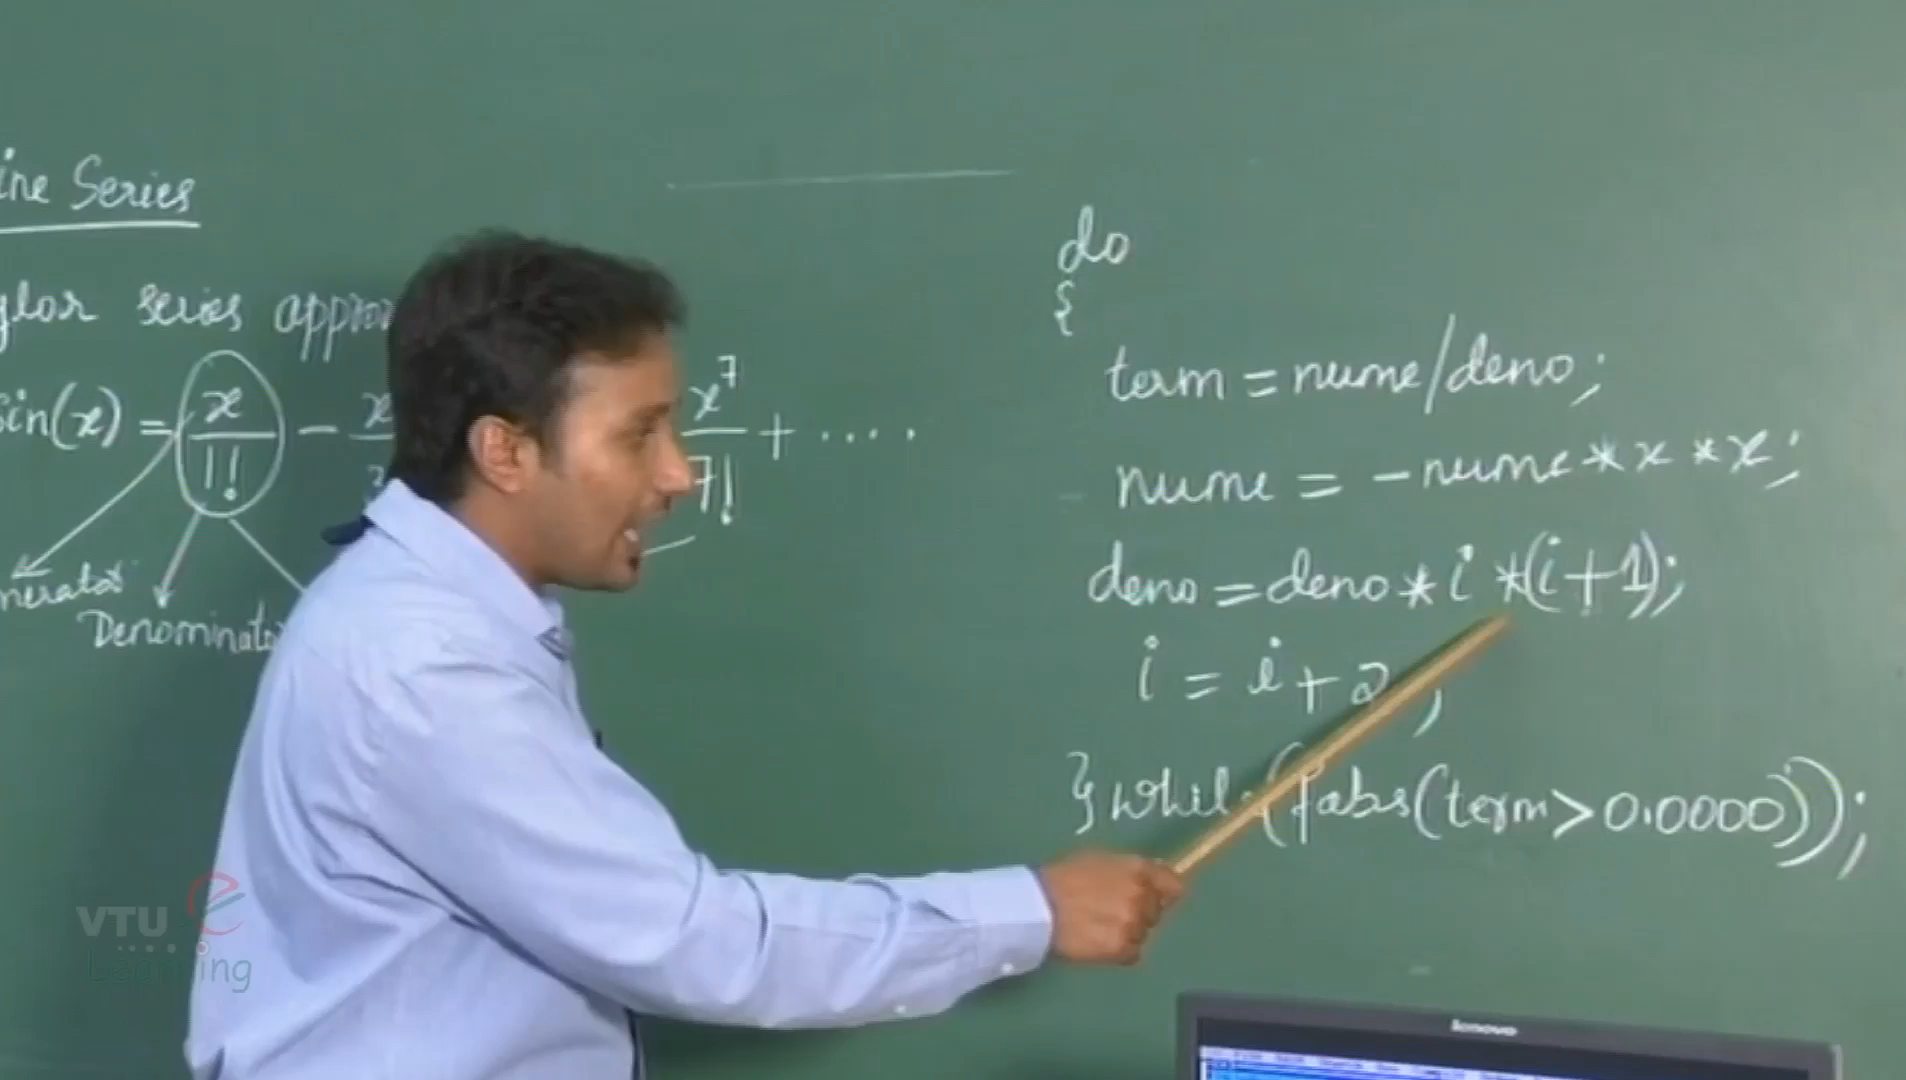 ine Series
ylor series appro
Sin(x) = x/1! - x x^7/7! + ....
nerator
Denominato
do
{
term = nume/deno;
nume = -nume * x * x;
deno = deno * i * (i+1);
i = i + 2;
} while (fabs(term > 0.0000));
VTU e
Learning
lenovo